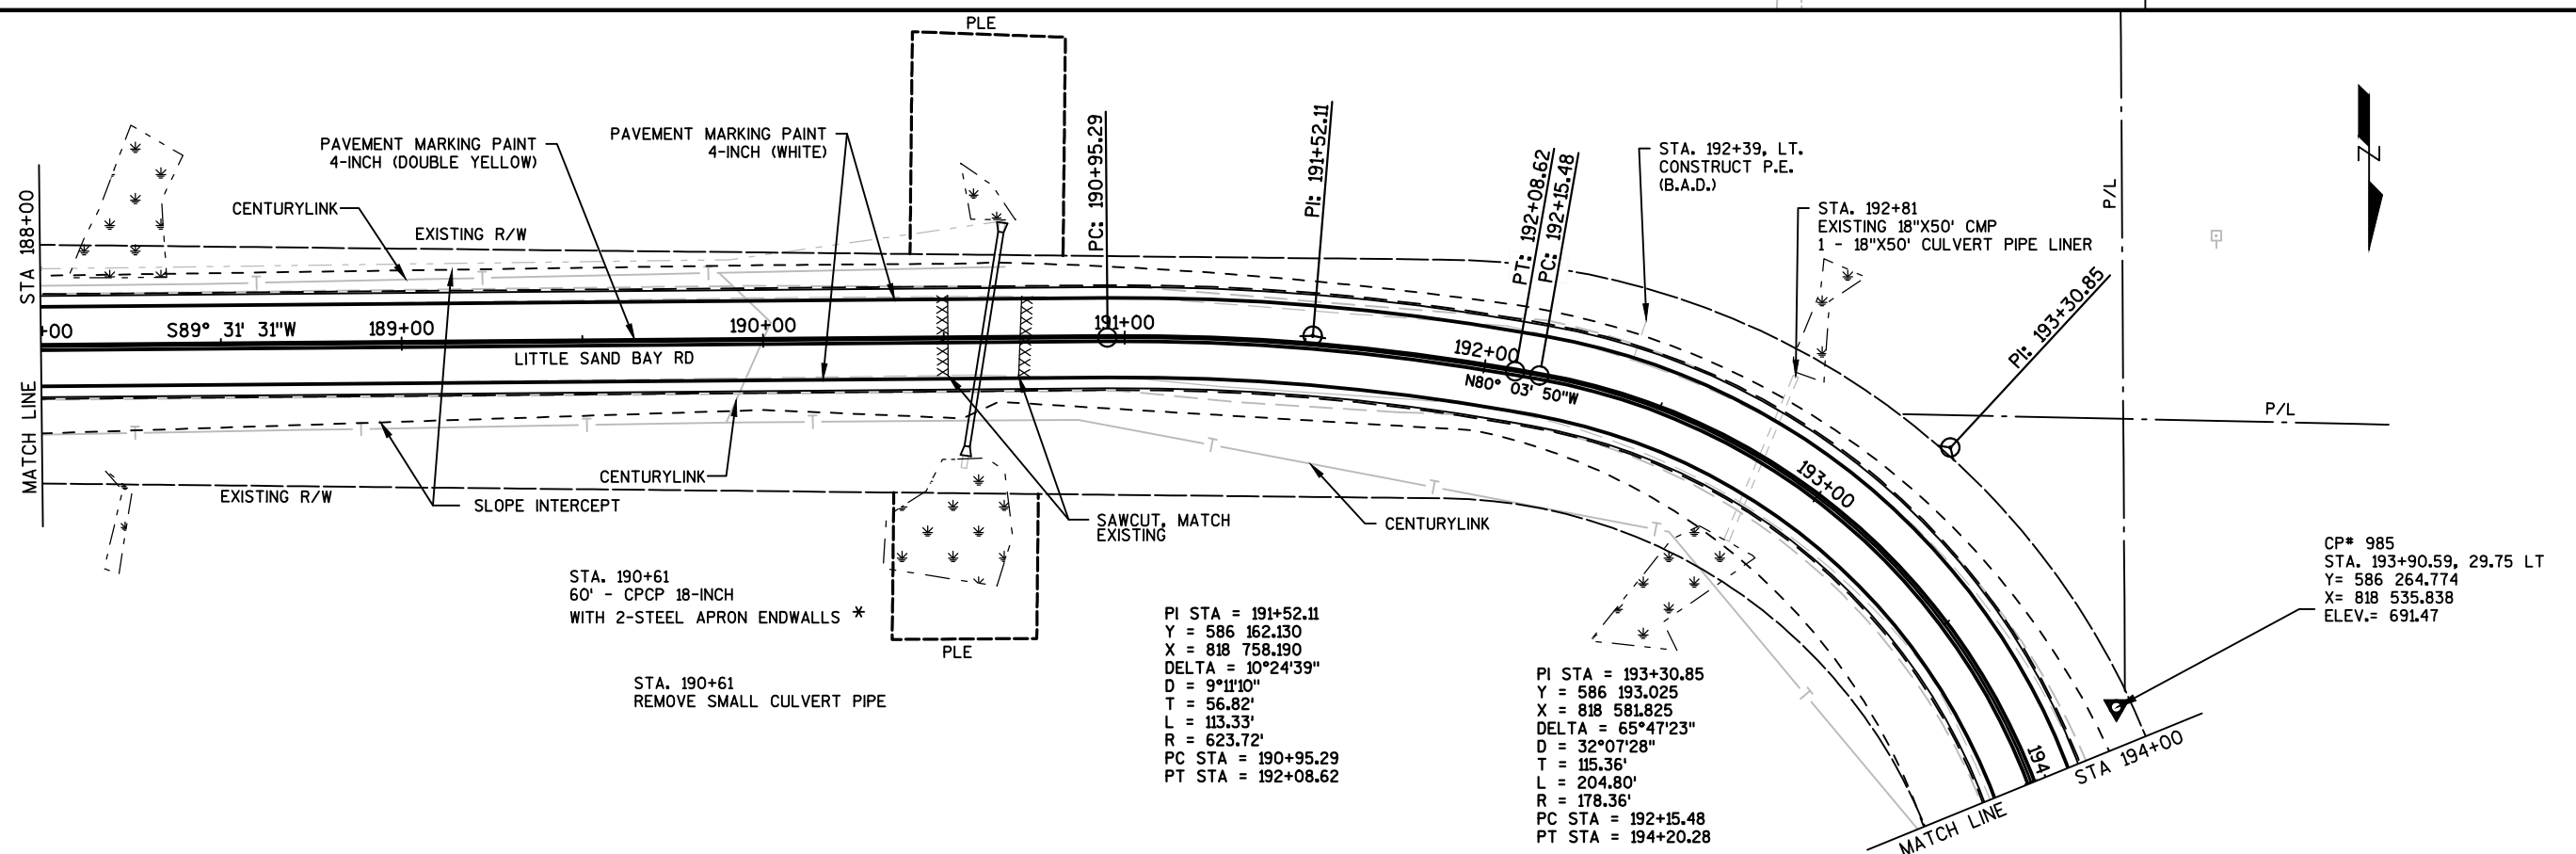 PLE
PAVEMENT MARKING PAINT
4-INCH (DOUBLE YELLOW)
PAVEMENT MARKING PAINT
4-INCH (WHITE)
PC: 190+95.29
PI: 191+52.11
PT: 192+08.62
PC: 192+15.48
STA. 192+39, LT.
CONSTRUCT P.E.
(B.A.D.)
STA. 192+81
EXISTING 18"X50' CMP
1 - 18"X50' CULVERT PIPE LINER
P/L
N
PI: 193+30.85
P/L
STA 188+00
MATCH LINE
CENTURYLINK
EXISTING R/W
T
T
T
+00
S89° 31' 31"W
189+00
190+00
191+00
192+00
193+00
194
LITTLE SAND BAY RD
N80° 03' 50"W
T
T
T
T
T
T
T
T
CENTURYLINK
EXISTING R/W
SLOPE INTERCEPT
SAWCUT, MATCH
EXISTING
CENTURYLINK
STA. 190+61
60' - CPCP 18-INCH
WITH 2-STEEL APRON ENDWALLS *
PLE
STA. 190+61
REMOVE SMALL CULVERT PIPE
PI STA = 191+52.11
Y = 586 162.130
X = 818 758.190
DELTA = 10°24'39"
D = 9°11'10"
T = 56.82'
L = 113.33'
R = 623.72'
PC STA = 190+95.29
PT STA = 192+08.62
PI STA = 193+30.85
Y = 586 193.025
X = 818 581.825
DELTA = 65°47'23"
D = 32°07'28"
T = 115.36'
L = 204.80'
R = 178.36'
PC STA = 192+15.48
PT STA = 194+20.28
CP# 985
STA. 193+90.59, 29.75 LT
Y= 586 264.774
X= 818 535.838
ELEV.= 691.47
MATCH LINE
STA 194+00